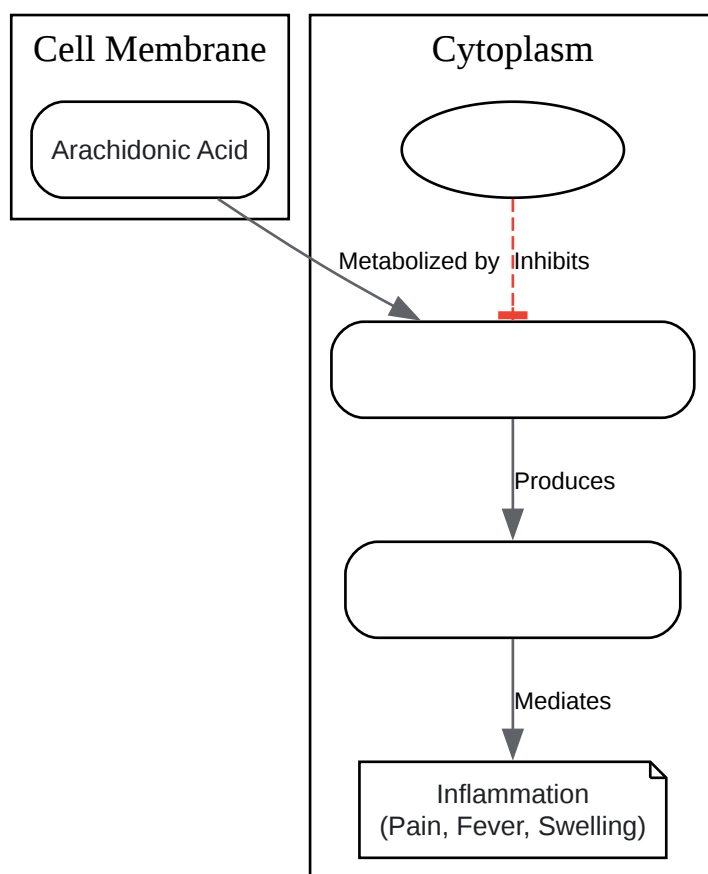 Cell Membrane
Cytoplasm
Arachidonic Acid
Metabolized by
Inhibits
Produces
Mediates
Inflammation
(Pain, Fever, Swelling)